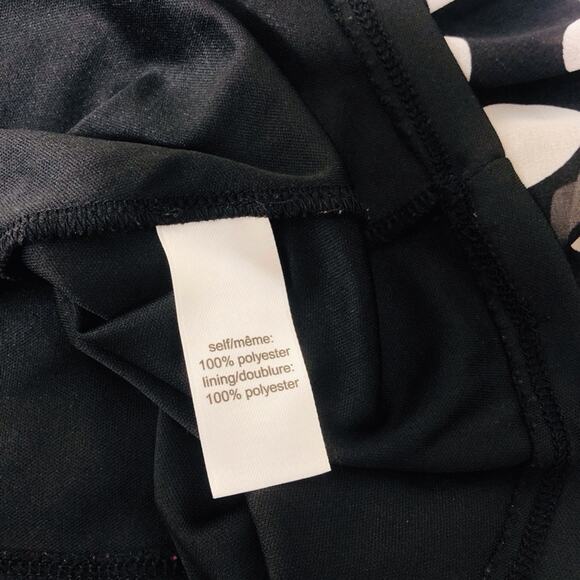 self/même:
100% polyester
lining/doublure:
100% polyester